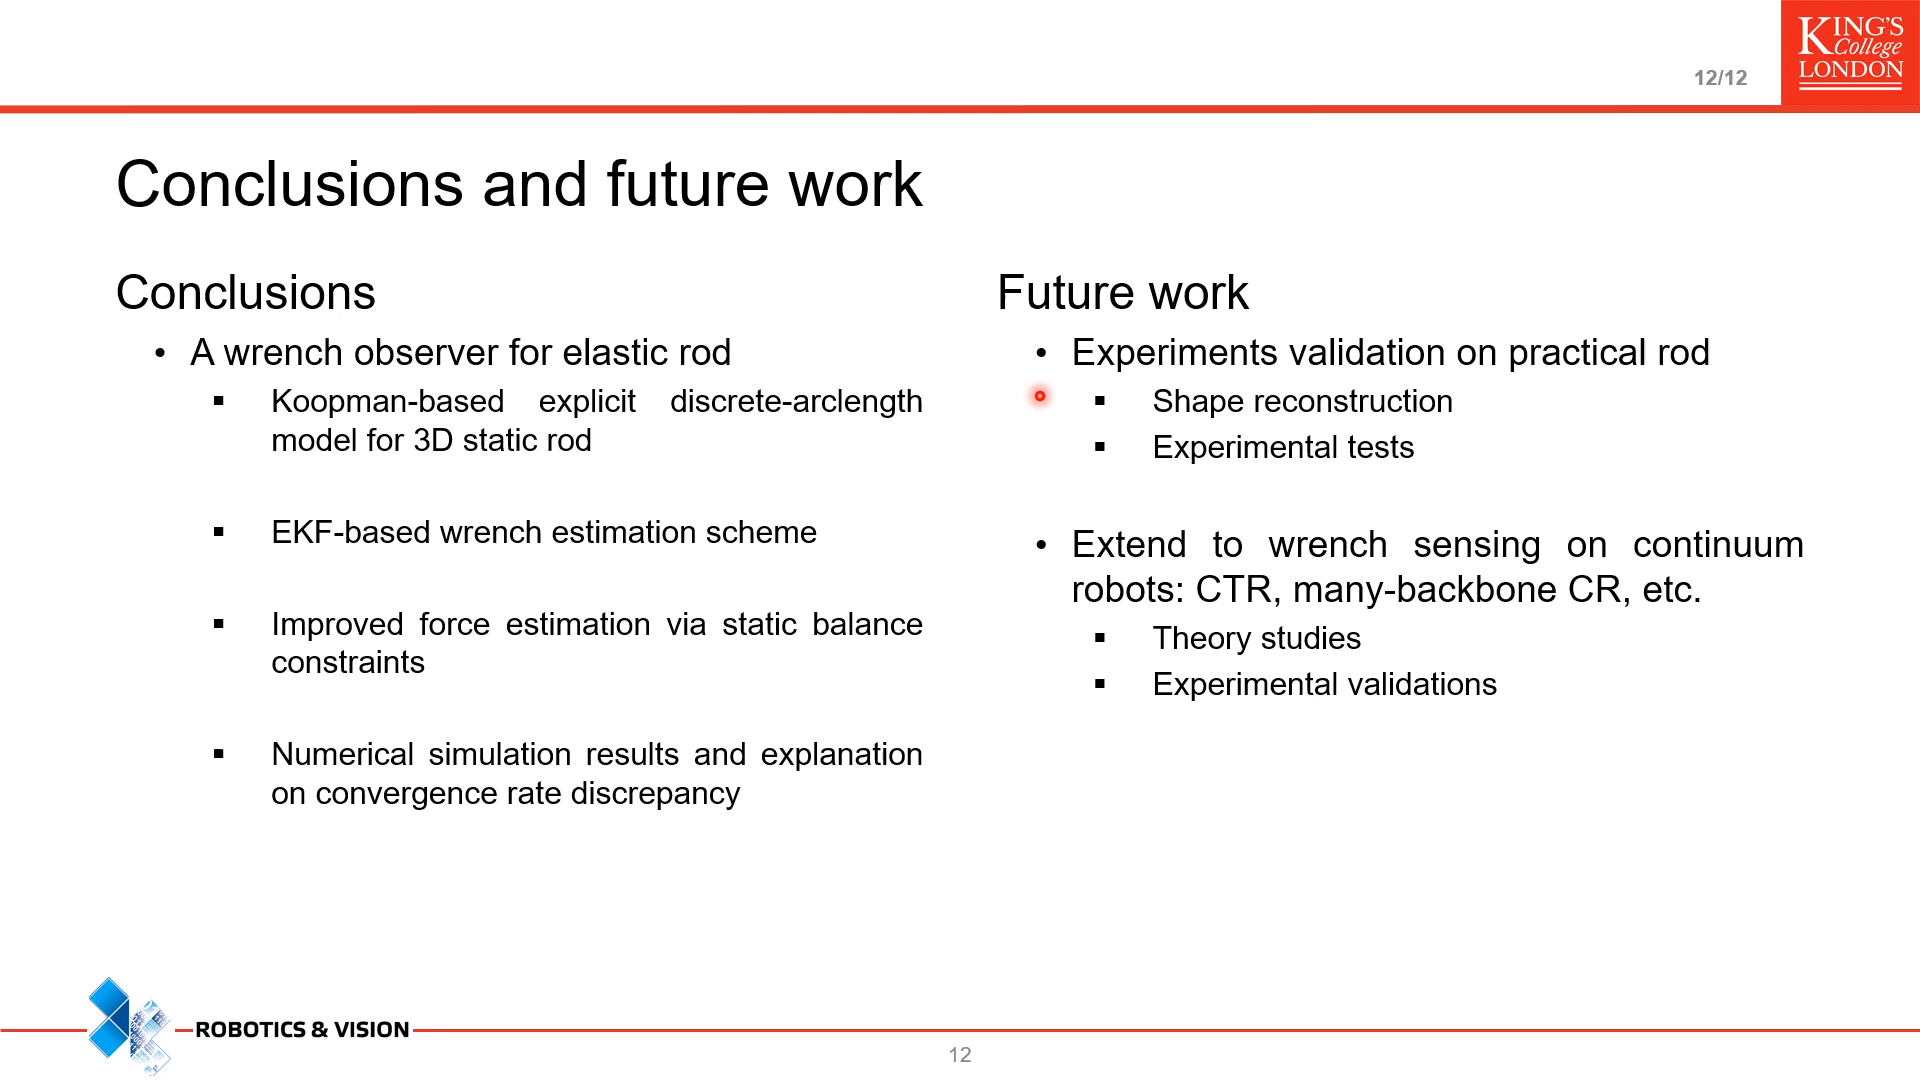 12/12
KING'S
College
LONDON
Conclusions and future work
Conclusions
• A wrench observer for elastic rod
▪ Koopman-based explicit discrete-arclength
model for 3D static rod
▪ EKF-based wrench estimation scheme
▪ Improved force estimation via static balance
constraints
▪ Numerical simulation results and explanation
on convergence rate discrepancy
Future work
• Experiments validation on practical rod
▪ Shape reconstruction
▪ Experimental tests
• Extend to wrench sensing on continuum
robots: CTR, many-backbone CR, etc.
▪ Theory studies
▪ Experimental validations
ROBOTICS & VISION
12